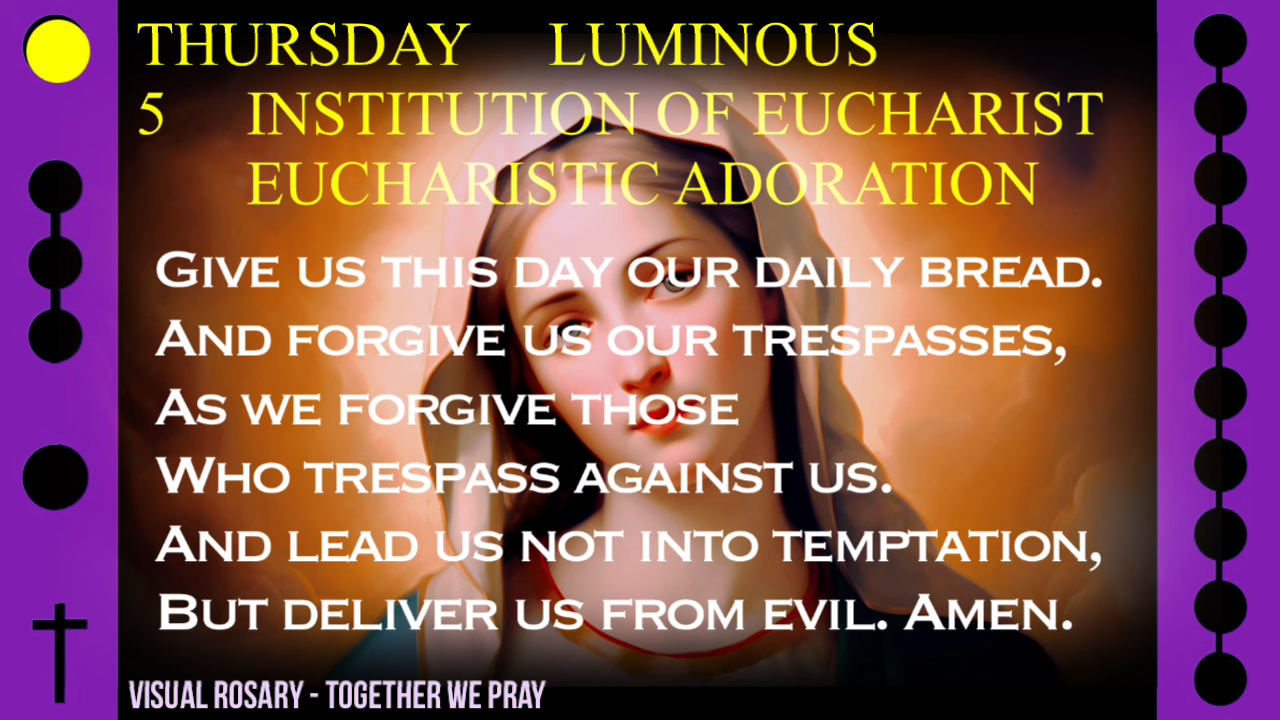 THURSDAY LUMINOUS
5 INSTITUTION OF EUCHARIST
EUCHARISTIC ADORATION
GIVE US THIS DAY OUR DAILY BREAD.
AND FORGIVE US OUR TRESPASSES,
AS WE FORGIVE THOSE
WHO TRESPASS AGAINST US.
AND LEAD US NOT INTO TEMPTATION,
BUT DELIVER US FROM EVIL. AMEN.
VISUAL ROSARY - TOGETHER WE PRAY